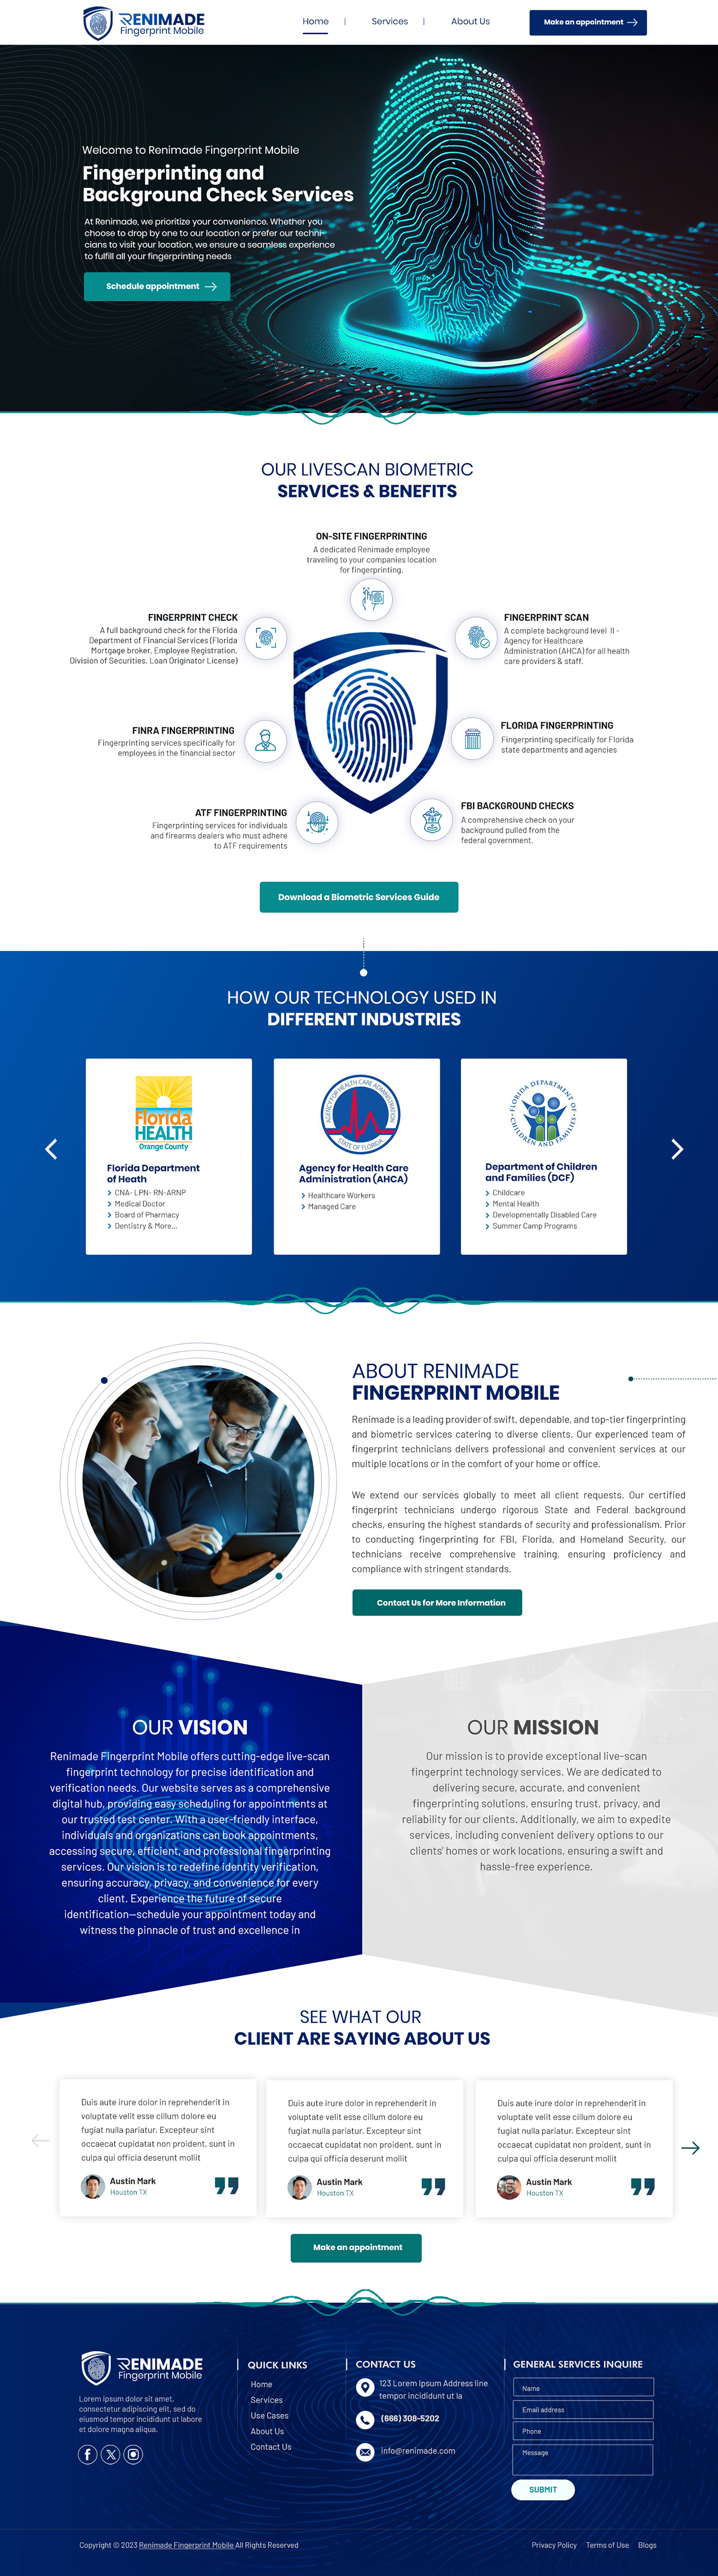 RENIMADE
Fingerprint Mobile
Home | Services | About Us
Make an appointment
Welcome to Renimade Fingerprint Mobile
Fingerprinting and
Background Check Services
At Renimade, we prioritize your convenience. Whether you
choose to drop by one to our location or prefer our techni-
cians to visit your location, we ensure a seamless experience
to fulfill all your fingerprinting needs
Schedule appointment
OUR LIVESCAN BIOMETRIC
SERVICES & BENEFITS
ON-SITE FINGERPRINTING
A dedicated Renimade employee
traveling to your companies location
for fingerprinting.
FINGERPRINT CHECK
A full background check for the Florida
Department of Financial Services (Florida
Mortgage broker, Employee Registration,
Division of Securities, Loan Originator License)
FINGERPRINT SCAN
A complete background level II -
Agency for Healthcare
Administration (AHCA) for all health
care providers & staff.
FINRA FINGERPRINTING
Fingerprinting services specifically for
employees in the financial sector
FLORIDA FINGERPRINTING
Fingerprinting specifically for Florida
state departments and agencies
ATF FINGERPRINTING
Fingerprinting services for individuals
and firearms dealers who must adhere
to ATF requirements
FBI
FBI BACKGROUND CHECKS
A comprehensive check on your
background pulled from the
federal government.
Download a Biometric Services Guide
HOW OUR TECHNOLOGY USED IN
DIFFERENT INDUSTRIES
Florida
HEALTH
Orange County
Florida Department
of Heath
CNA- LPN- RN-ARNP
Medical Doctor
Board of Pharmacy
Dentistry & More...
AGENCY FOR HEALTH CARE ADMINISTRATION
STATE OF FLORIDA
Agency for Health Care
Administration (AHCA)
Healthcare Workers
Managed Care
FLORIDA DEPARTMENT OF
CHILDREN AND FAMILIES
Department of Children
and Families (DCF)
Childcare
Mental Health
Developmentally Disabled Care
Summer Camp Programs
ABOUT RENIMADE
FINGERPRINT MOBILE
Renimade is a leading provider of swift, dependable, and top-tier fingerprinting
and biometric services catering to diverse clients. Our experienced team of
fingerprint technicians delivers professional and convenient services at our
multiple locations or in the comfort of your home or office.
We extend our services globally to meet all client requests. Our certified
fingerprint technicians undergo rigorous State and Federal background
checks, ensuring the highest standards of security and professionalism. Prior
to conducting fingerprinting for FBI, Florida, and Homeland Security, our
technicians receive comprehensive training, ensuring proficiency and
compliance with stringent standards.
Contact Us for More Information
OUR VISION
Renimade Fingerprint Mobile offers cutting-edge live-scan
fingerprint technology for precise identification and
verification needs. Our website serves as a comprehensive
digital hub, providing easy scheduling for appointments at
our trusted test center. With a user-friendly interface,
individuals and organizations can book appointments,
accessing secure, efficient, and professional fingerprinting
services. Our vision is to redefine identity verification,
ensuring accuracy, privacy, and convenience for every
client. Experience the future of secure
identification—schedule your appointment today and
witness the pinnacle of trust and excellence in
OUR MISSION
Our mission is to provide exceptional live-scan
fingerprint technology services. We are dedicated to
delivering secure, accurate, and convenient
fingerprinting solutions, ensuring trust, privacy, and
reliability for our clients. Additionally, we aim to expedite
services, including convenient delivery options to our
clients' homes or work locations, ensuring a swift and
hassle-free experience.
SEE WHAT OUR
CLIENT ARE SAYING ABOUT US
Duis aute irure dolor in reprehenderit in
voluptate velit esse cillum dolore eu
fugiat nulla pariatur. Excepteur sint
occaecat cupidatat non proident, sunt in
culpa qui officia deserunt mollit
Austin Mark
Houston TX
Duis aute irure dolor in reprehenderit in
voluptate velit esse cillum dolore eu
fugiat nulla pariatur. Excepteur sint
occaecat cupidatat non proident, sunt in
culpa qui officia deserunt mollit
Austin Mark
Houston TX
Duis aute irure dolor in reprehenderit in
voluptate velit esse cillum dolore eu
fugiat nulla pariatur. Excepteur sint
occaecat cupidatat non proident, sunt in
culpa qui officia deserunt mollit
Austin Mark
Houston TX
Make an appointment
RENIMADE
Fingerprint Mobile
Lorem ipsum dolor sit amet,
consectetur adipiscing elit, sed do
eiusmod tempor incididunt ut labore
et dolore magna aliqua.
QUICK LINKS
Home
Services
Use Cases
About Us
Contact Us
CONTACT US
123 Lorem Ipsum Address line
tempor incididunt ut la
(666) 308-5202
info@renimade.com
GENERAL SERVICES INQUIRE
Name
Email address
Phone
Message
SUBMIT
Copyright © 2023 Renimade Fingerprint Mobile All Rights Reserved
Privacy Policy Terms of Use Blogs